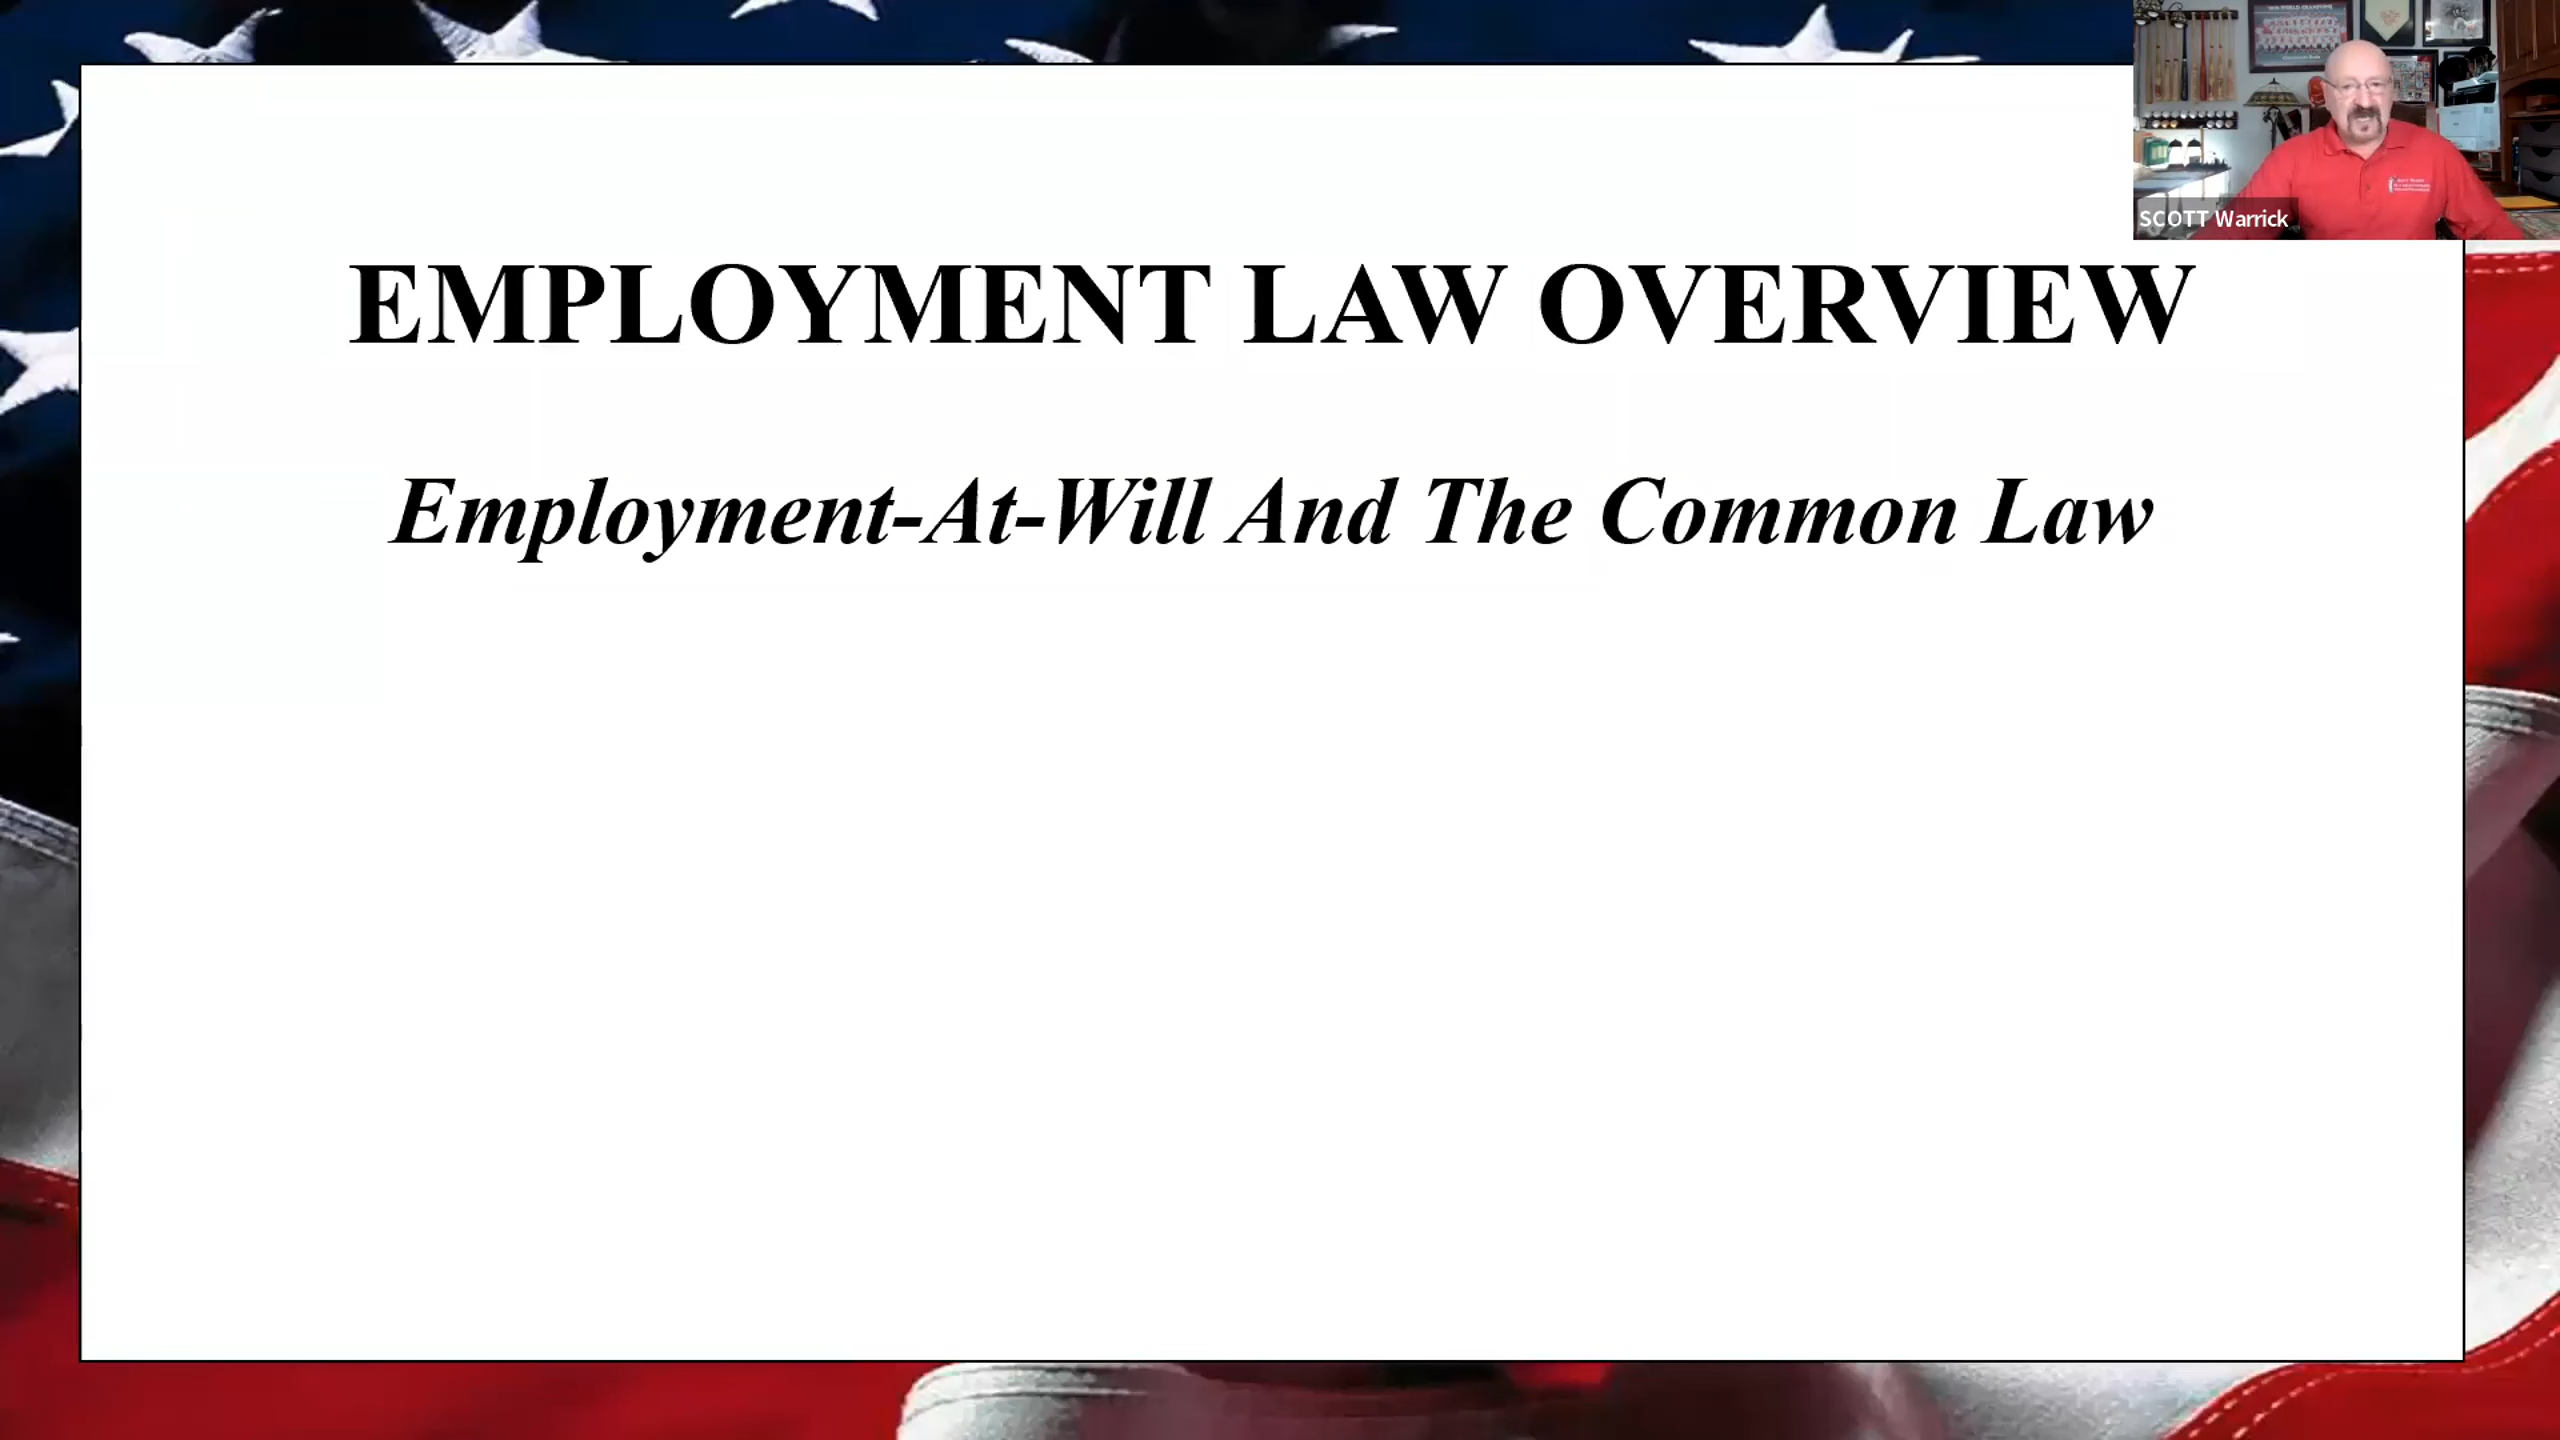 EMPLOYMENT LAW OVERVIEW
Employment-At-Will And The Common Law
SCOTT Warrick